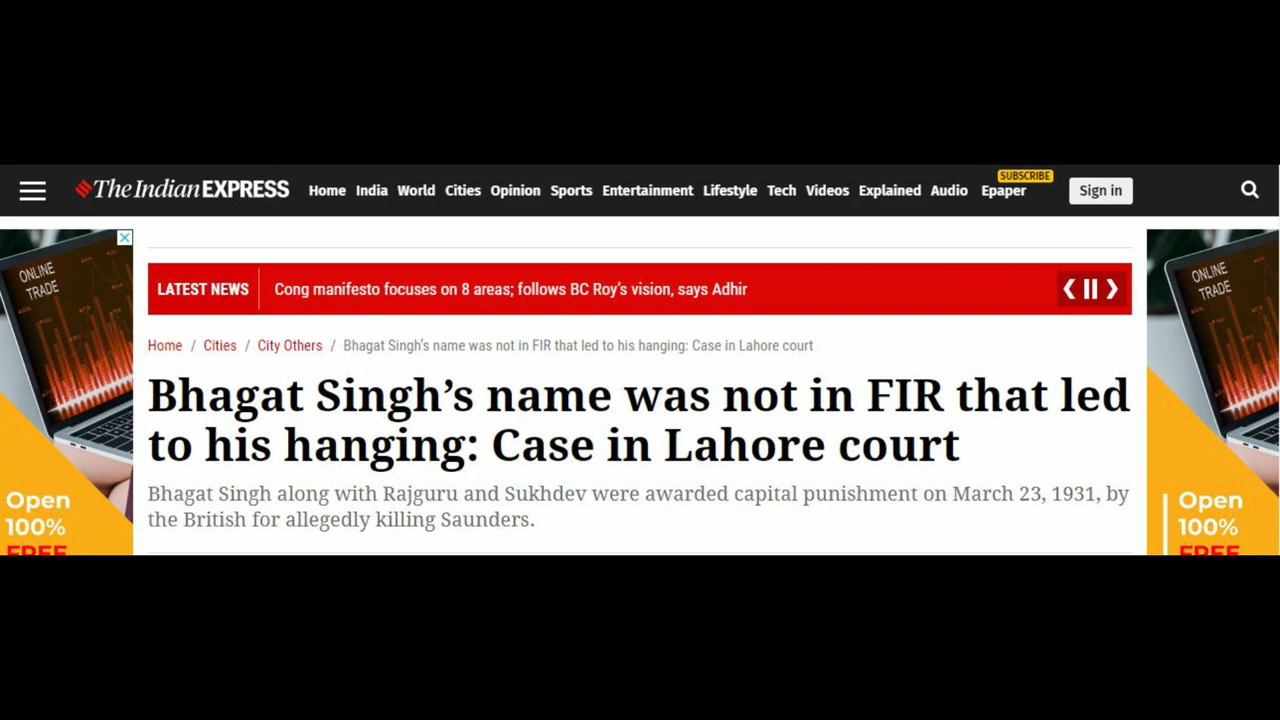 SUBSCRIBE
The Indian EXPRESS Home India World Cities Opinion Sports Entertainment Lifestyle Tech Videos Explained Audio Epaper Sign in
ONLINE TRADE
Open
100%
FREE
LATEST NEWS Cong manifesto focuses on 8 areas; follows BC Roy's vision, says Adhir
Home / Cities / City Others / Bhagat Singh's name was not in FIR that led to his hanging: Case in Lahore court
Bhagat Singh's name was not in FIR that led
to his hanging: Case in Lahore court
Bhagat Singh along with Rajguru and Sukhdev were awarded capital punishment on March 23, 1931, by
the British for allegedly killing Saunders.
ONLINE
TRADE
Open
100%
FREE